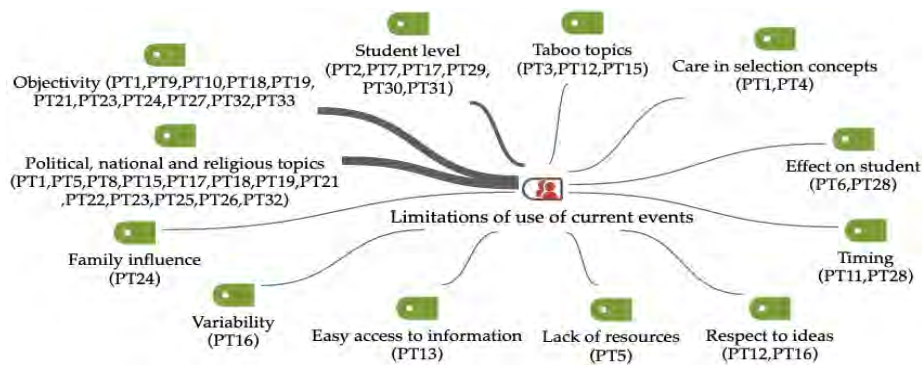 Student level
(PT2,PT7,PT17,PT29,
PT30,PT31)
Taboo topics
(PT3,PT12,PT15)
Care in selection concepts
(PT1,PT4)
Objectivity (PT1,PT9,PT10,PT18,PT19,
PT21,PT23,PT24,PT27,PT32,PT33
Political, national and religious topics
(PT1,PT5,PT8,PT15,PT17,PT18,PT19,PT21
,PT22,PT23,PT25,PT26,PT32)
Effect on student
(PT6,PT28)
Limitations of use of current events
Family influence
(PT24)
Timing
(PT11,PT28)
Variability
(PT16)
Easy access to information
(PT13)
Lack of resources
(PT5)
Respect to ideas
(PT12,PT16)